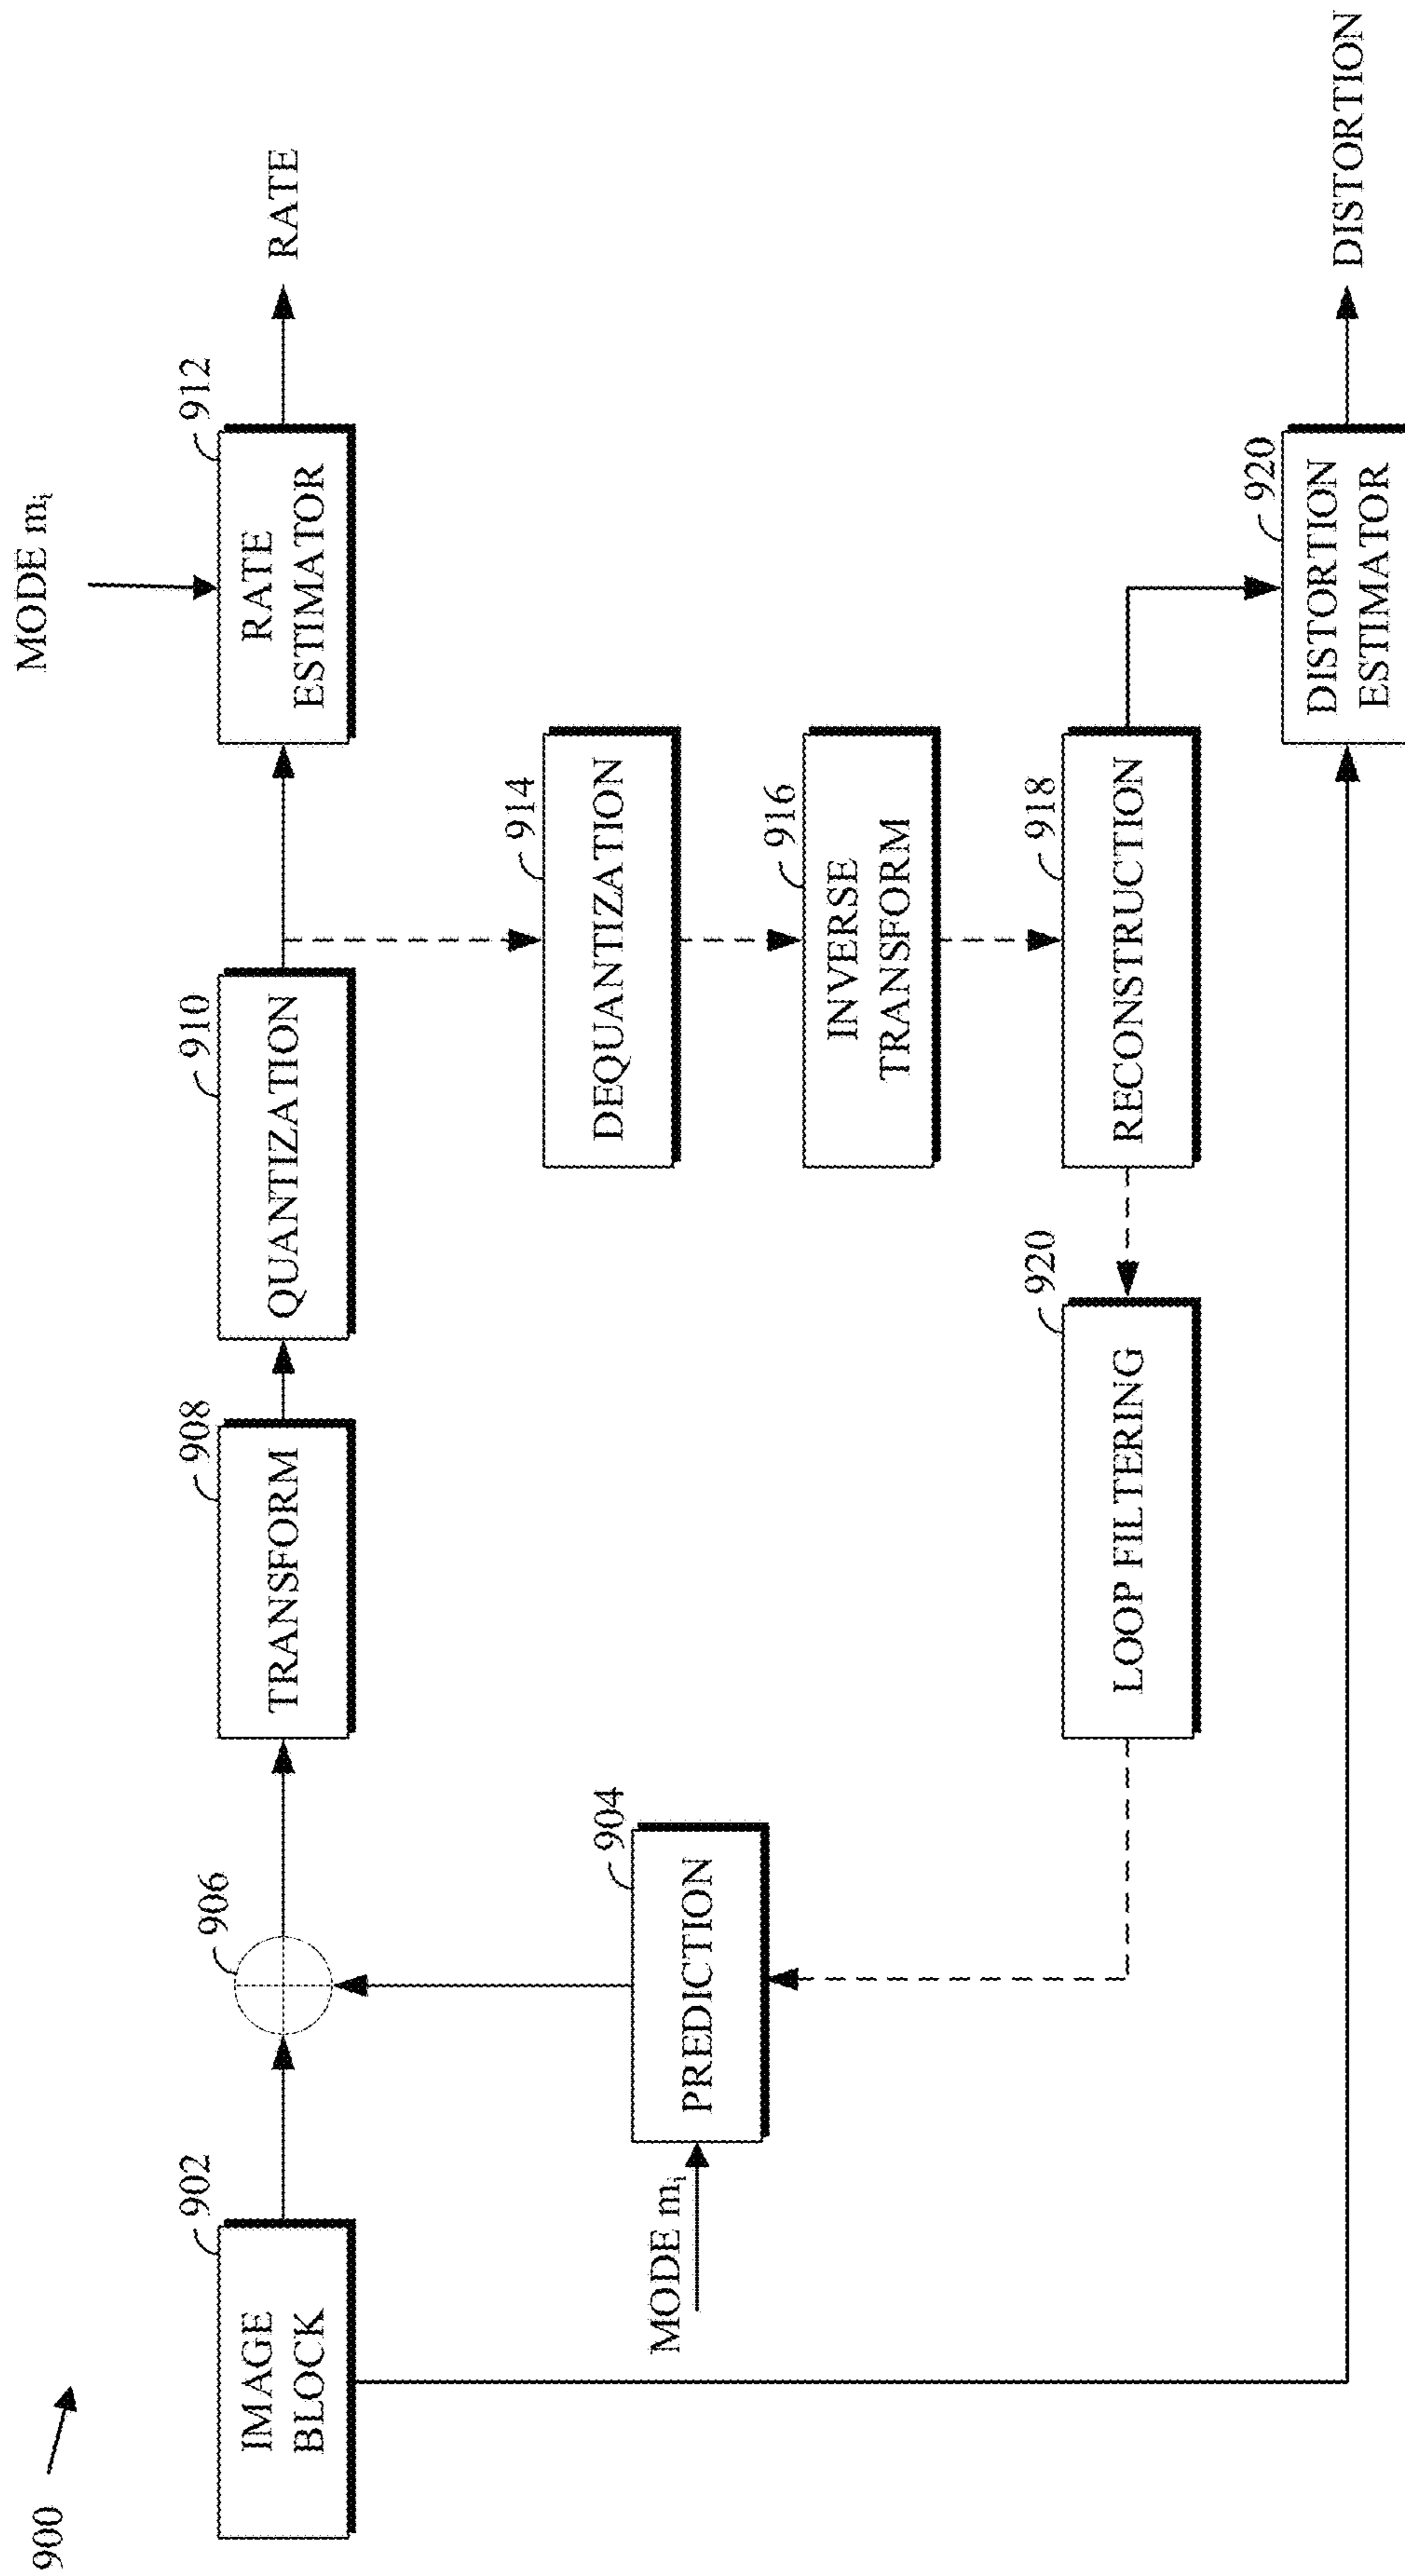 900
902
IMAGE
BLOCK
906
908
TRANSFORM
910
QUANTIZATION
MODE mᵢ
912
RATE
ESTIMATOR
RATE
904
PREDICTION
MODE mᵢ
914
DEQUANTIZATION
916
INVERSE
TRANSFORM
920
LOOP FILTERING
918
RECONSTRUCTION
920
DISTORTION
ESTIMATOR
DISTORTION